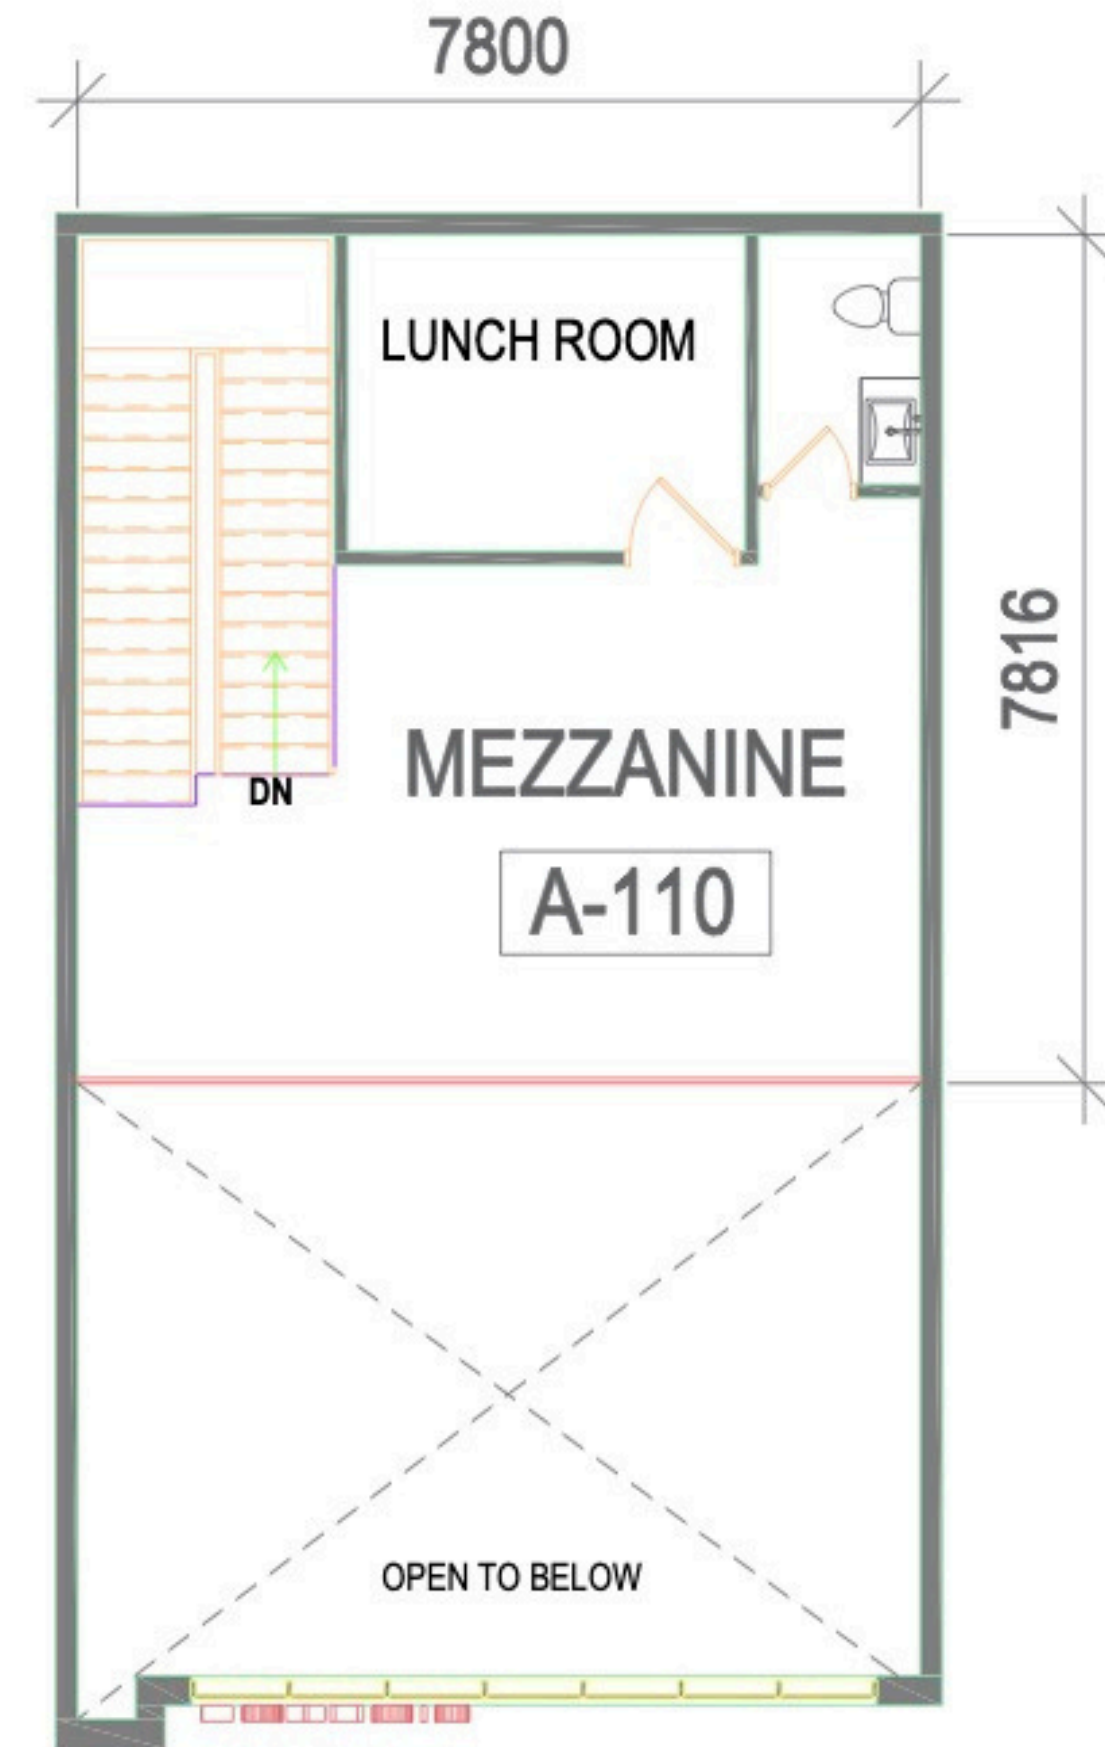 7800
LUNCH ROOM
7816
MEZZANINE
DN
A-110
OPEN TO BELOW